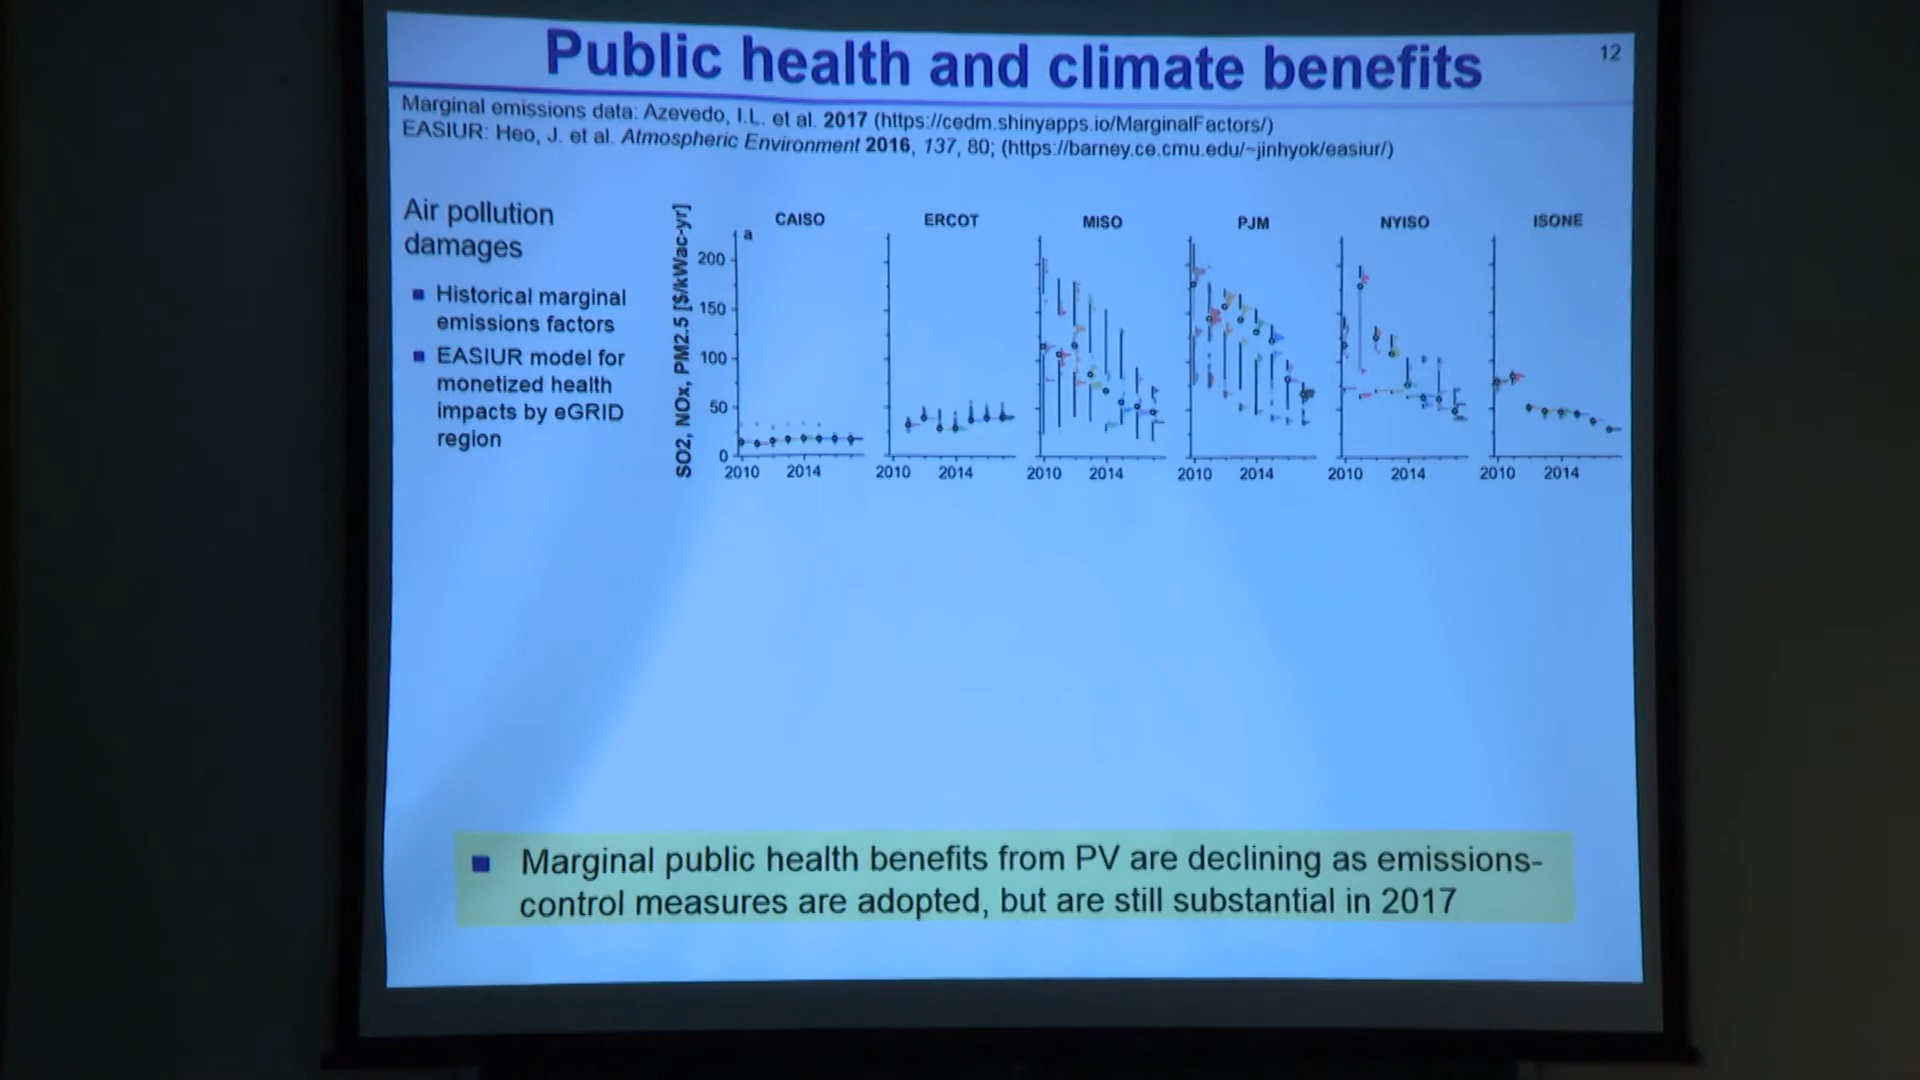 Public health and climate benefits
12
Marginal emissions data: Azevedo, I.L. et al. 2017 (https://cedm.shinyapps.io/MarginalFactors/)
EASIUR: Heo, J. et al. Atmospheric Environment 2016, 137, 80; (https://barney.ce.cmu.edu/~jinhyok/easiur/)
Air pollution
damages
■ Historical marginal
emissions factors
■ EASIUR model for
monetized health
impacts by eGRID
region
SO2, NOx, PM2.5 [$/kWac-yr]
a
CAISO ERCOT MISO PJM NYISO ISONE
200
150
100
50
0
2010 2014 2010 2014 2010 2014 2010 2014 2010 2014 2010 2014
■ Marginal public health benefits from PV are declining as emissions-
control measures are adopted, but are still substantial in 2017